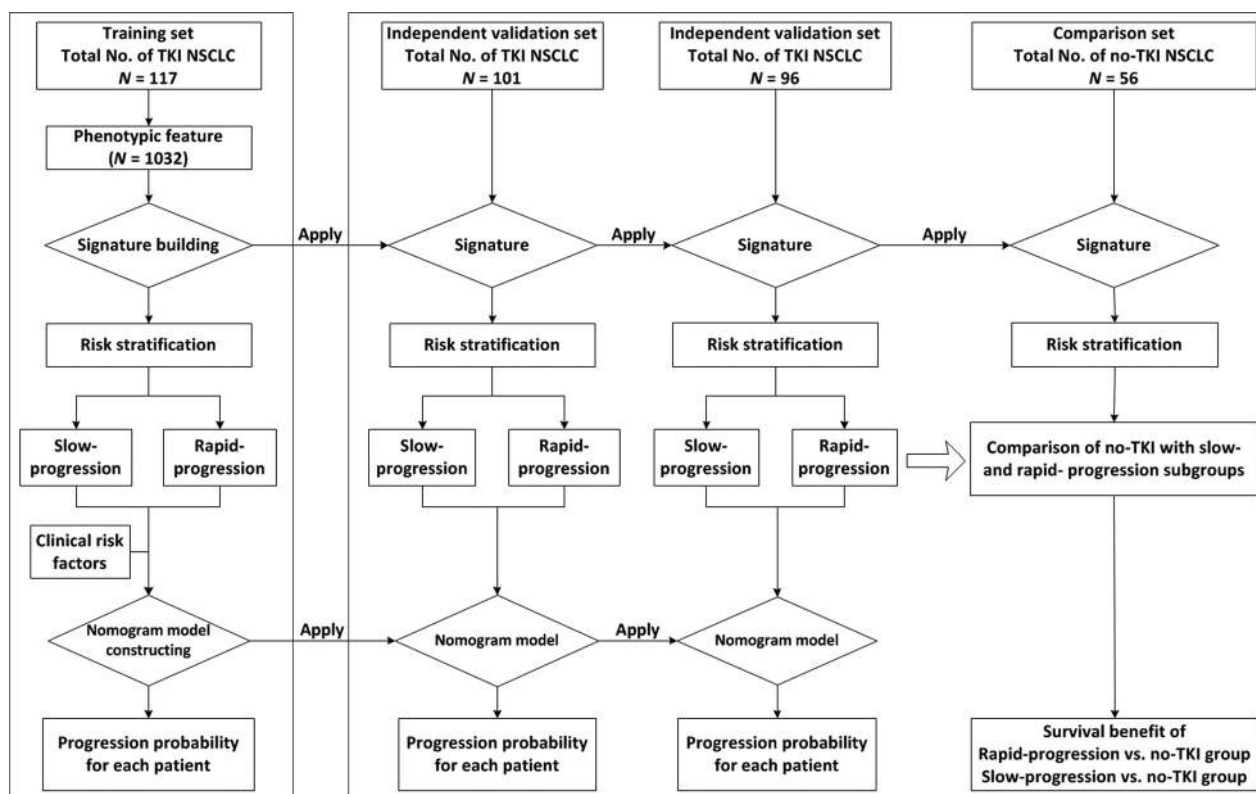 Training set
Total No. of TKI NSCLC
N = 117
Phenotypic feature
(N = 1032)
Signature building
Risk stratification
Slow-
progression
Rapid-
progression
Clinical risk
factors
Nomogram model
constructing
Progression probability
for each patient
Apply
Apply
Independent validation set
Total No. of TKI NSCLC
N = 101
Signature
Risk stratification
Slow-
progression
Rapid-
progression
Nomogram model
Progression probability
for each patient
Apply
Apply
Independent validation set
Total No. of TKI NSCLC
N = 96
Signature
Risk stratification
Slow-
progression
Rapid-
progression
Nomogram model
Progression probability
for each patient
Apply
Comparison set
Total No. of no-TKI NSCLC
N = 56
Signature
Risk stratification
Comparison of no-TKI with slow-
and rapid- progression subgroups
Survival benefit of
Rapid-progression vs. no-TKI group
Slow-progression vs. no-TKI group